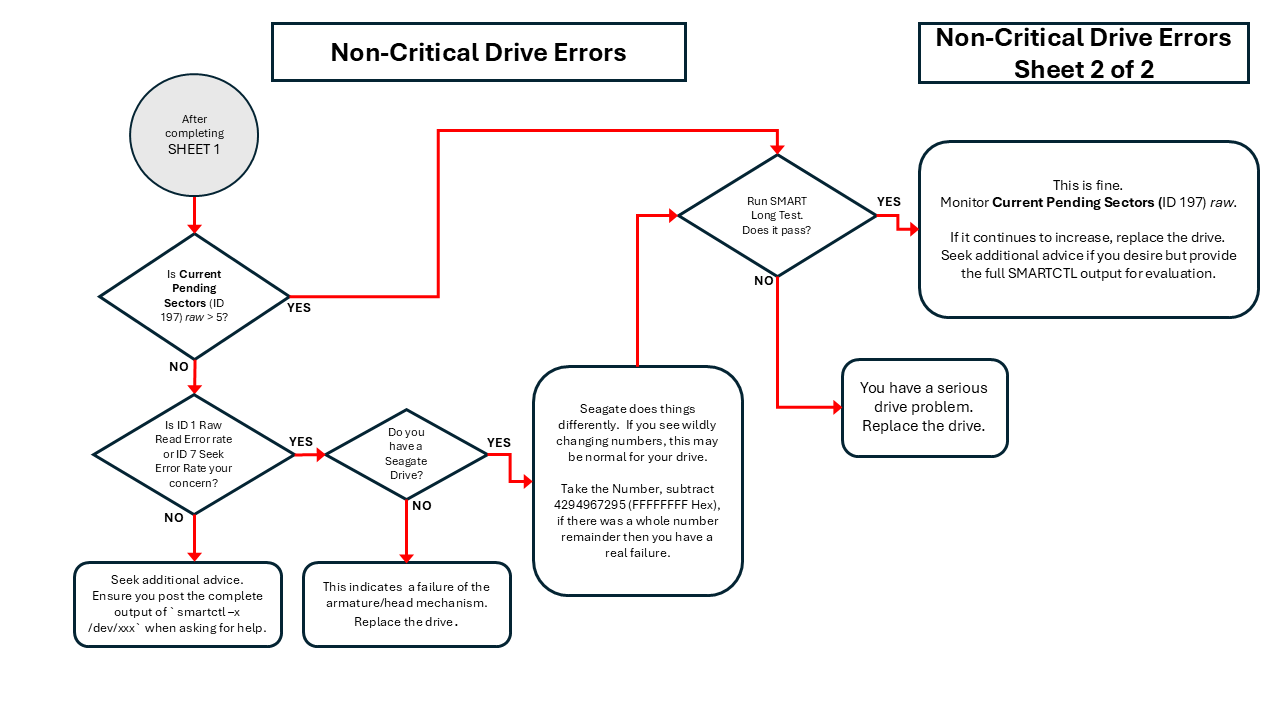 Non-Critical Drive Errors
Non-Critical Drive Errors
Sheet 2 of 2
After
completing
SHEET 1
Is Current
Pending
Sectors (ID
197) raw > 5?
YES
NO
Is ID 1 Raw
Read Error rate
or ID 7 Seek
Error Rate your
concern?
YES
NO
Seek additional advice.
Ensure you post the complete
output of ` smartctl –x
/dev/xxx` when asking for help.
Do you
have a
Seagate
Drive?
YES
NO
This indicates a failure of the
armature/head mechanism.
Replace the drive.
Seagate does things
differently. If you see wildly
changing numbers, this may
be normal for your drive.
Take the Number, subtract
4294967295 (FFFFFFFF Hex),
if there was a whole number
remainder then you have a
real failure.
Run SMART
Long Test.
Does it pass?
YES
NO
This is fine.
Monitor Current Pending Sectors (ID 197) raw.
If it continues to increase, replace the drive.
Seek additional advice if you desire but provide
the full SMARTCTL output for evaluation.
You have a serious
drive problem.
Replace the drive.